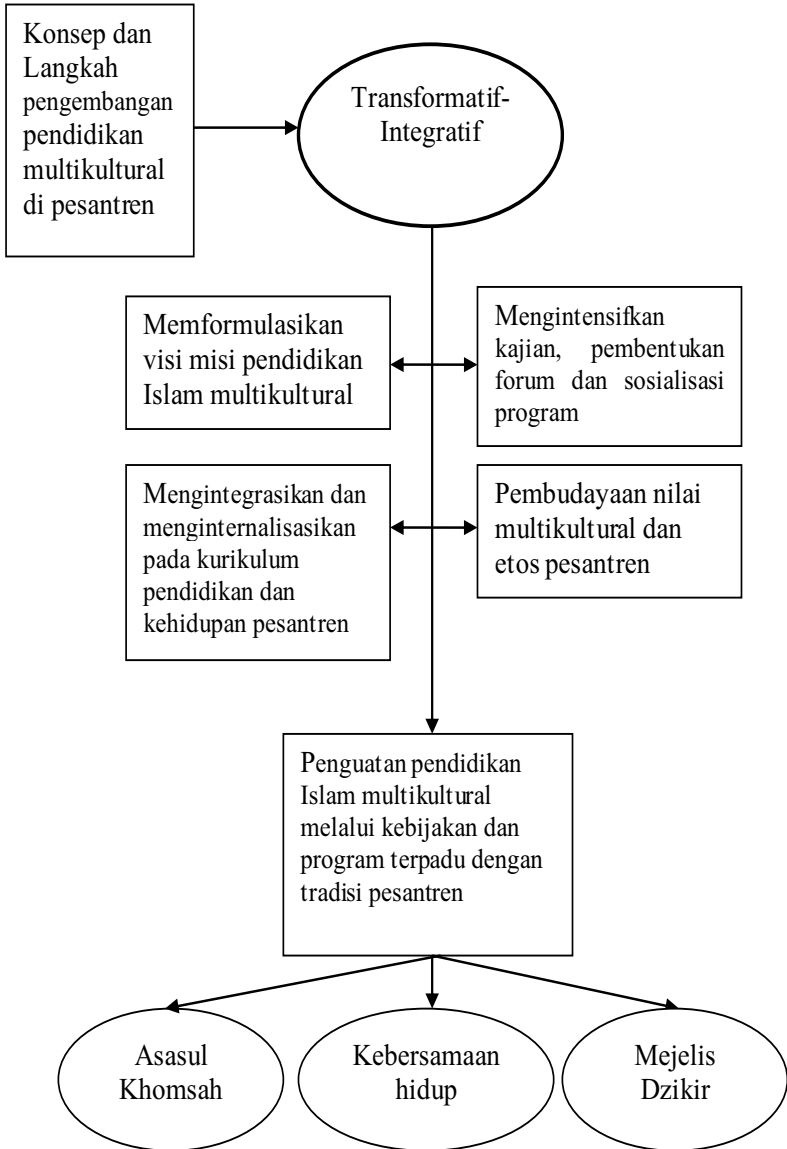 Konsep dan
Langkah
pengembangan
pendidikan
multikultural
di pesantren
Transformatif-
Integratif
Memformulasikan
visi misi pendidikan
Islam multikultural
Mengintensifkan
kajian, pembentukan
forum dan sosialisasi
program
Mengintegrasikan dan
menginternalisasikan
pada kurikulum
pendidikan dan
kehidupan pesantren
Pembudayaan nilai
multikultural dan
etos pesantren
Penguatan pendidikan
Islam multikultural
melalui kebijakan dan
program terpadu dengan
tradisi pesantren
Asasul
Khomsah
Kebersamaan
hidup
Mejelis
Dzikir